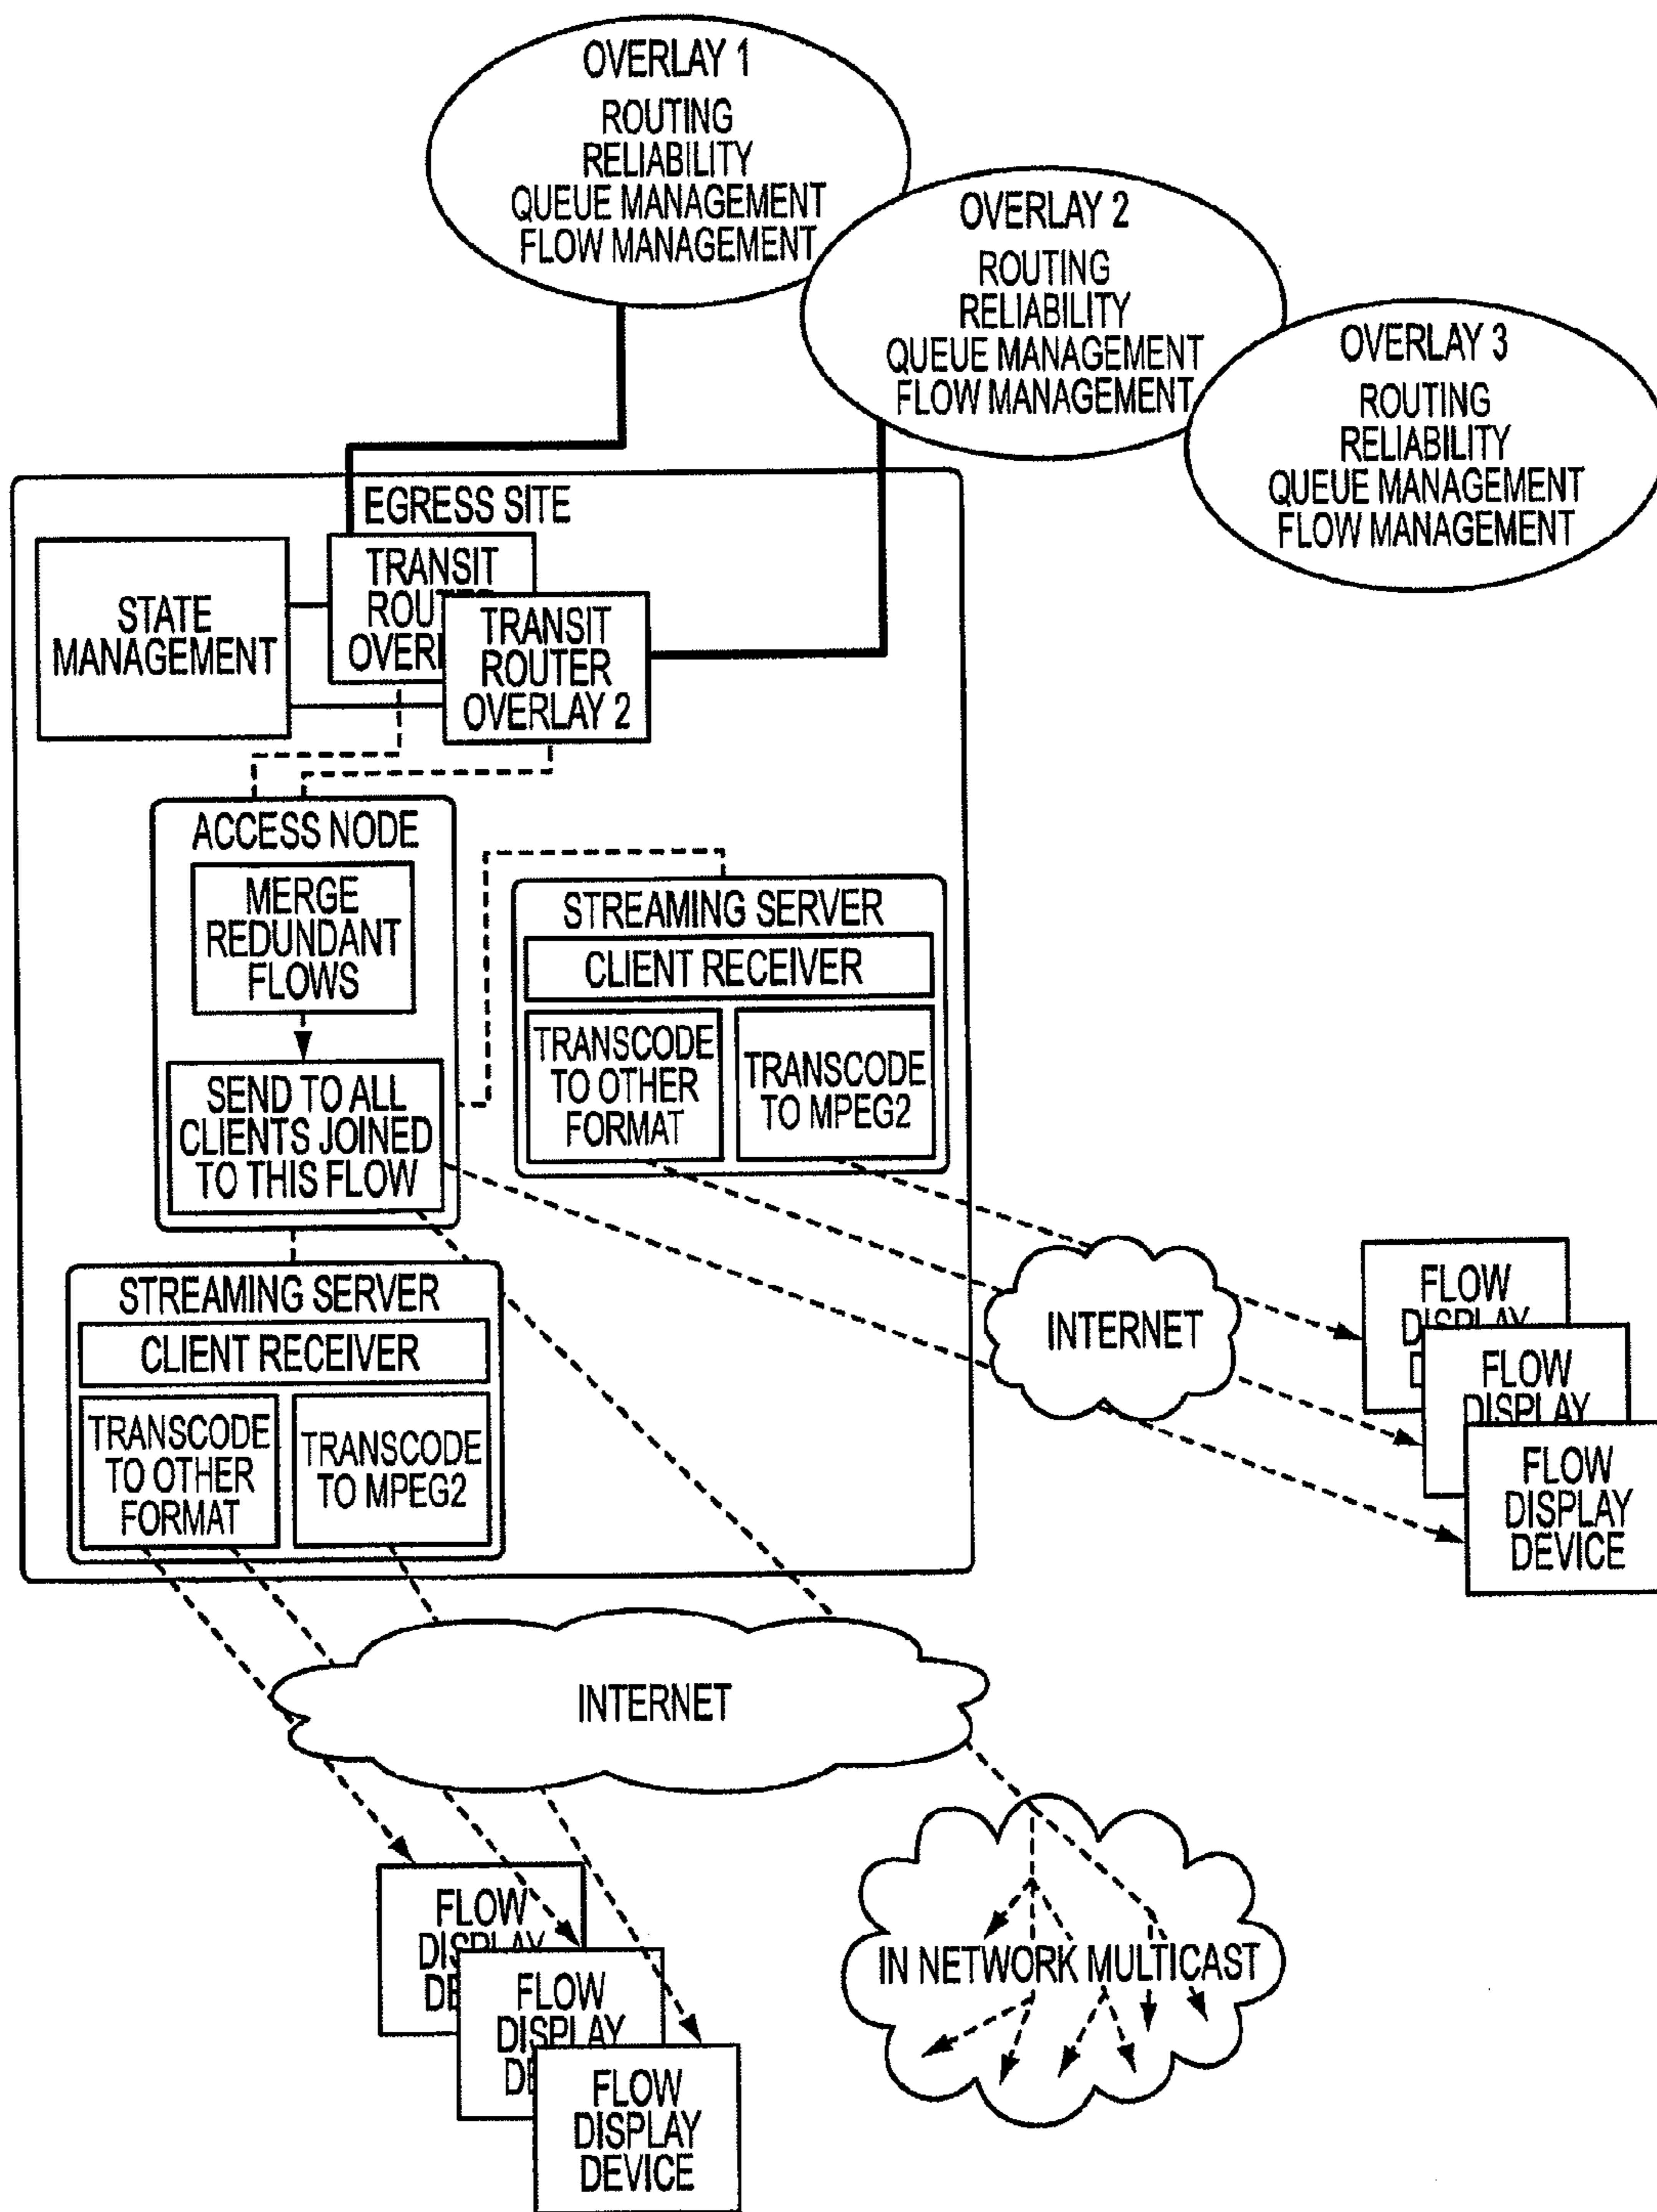 OVERLAY 1
ROUTING
RELIABILITY
QUEUE MANAGEMENT
FLOW MANAGEMENT
OVERLAY 2
ROUTING
RELIABILITY
QUEUE MANAGEMENT
FLOW MANAGEMENT
OVERLAY 3
ROUTING
RELIABILITY
QUEUE MANAGEMENT
FLOW MANAGEMENT
EGRESS SITE
STATE
MANAGEMENT
TRANSIT
TRANSIT
ROUTER
OVERLAY 2
ACCESS NODE
MERGE
REDUNDANT
FLOWS
SEND TO ALL
CLIENTS JOINED
TO THIS FLOW
STREAMING SERVER
CLIENT RECEIVER
TRANSCODE
TO OTHER
FORMAT
TRANSCODE
TO MPEG2
STREAMING SERVER
CLIENT RECEIVER
TRANSCODE
TO OTHER
FORMAT
TRANSCODE
TO MPEG2
INTERNET
FLOW
DISPLAY
FLOW
DISPLAY
FLOW
DISPLAY
DEVICE
INTERNET
FLOW
DISPLAY
FLOW
DISPLAY
FLOW
DISPLAY
DEVICE
IN NETWORK MULTICAST